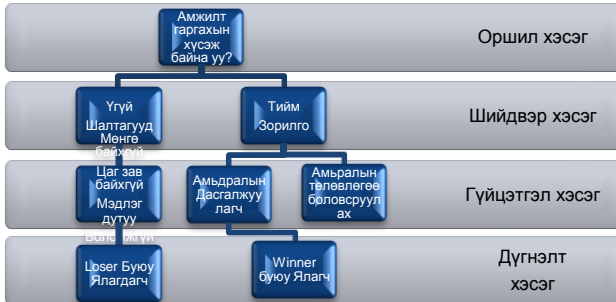 Амжилт
гаргахын
хүсэж
байна уу?
Оршил хэсэг
Үгүй
Шалтагууд
Мөнгө
байхгүй
Тийм
Зорилго
Шийдвэр хэсэг
Цаг зав
байхгүй
Мэдлэг
дутуу
Боломжгүй
Амьдралын
Дасгалжуу
лагч
Амьралын
төлөвлөгөө
боловсруул
ах
Гүйцэтгэл хэсэг
Loser Буюу
Ялагдагч
Winner
буюу Ялагч
Дүгнэлт
хэсэг